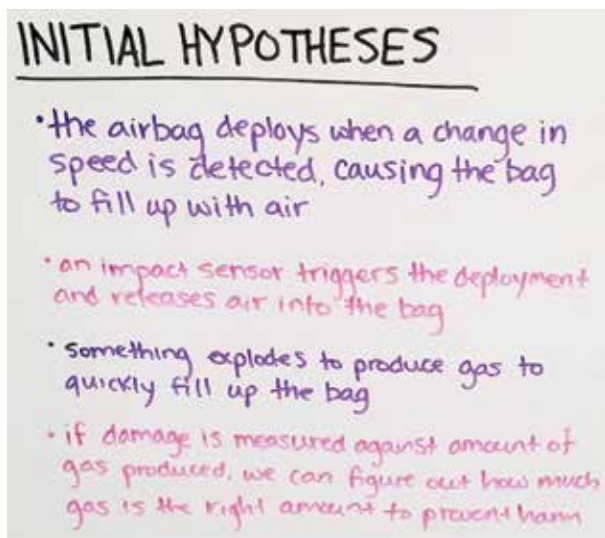 INITIAL HYPOTHESES
•the airbag deploys when a change in
speed is detected, causing the bag
to fill up with air
•an impact sensor triggers the deployment
and releases air into the bag
•something explodes to produce gas to
quickly fill up the bag
•if damage is measured against amount of
gas produced, we can figure out how much
gas is the right amount to prevent harm